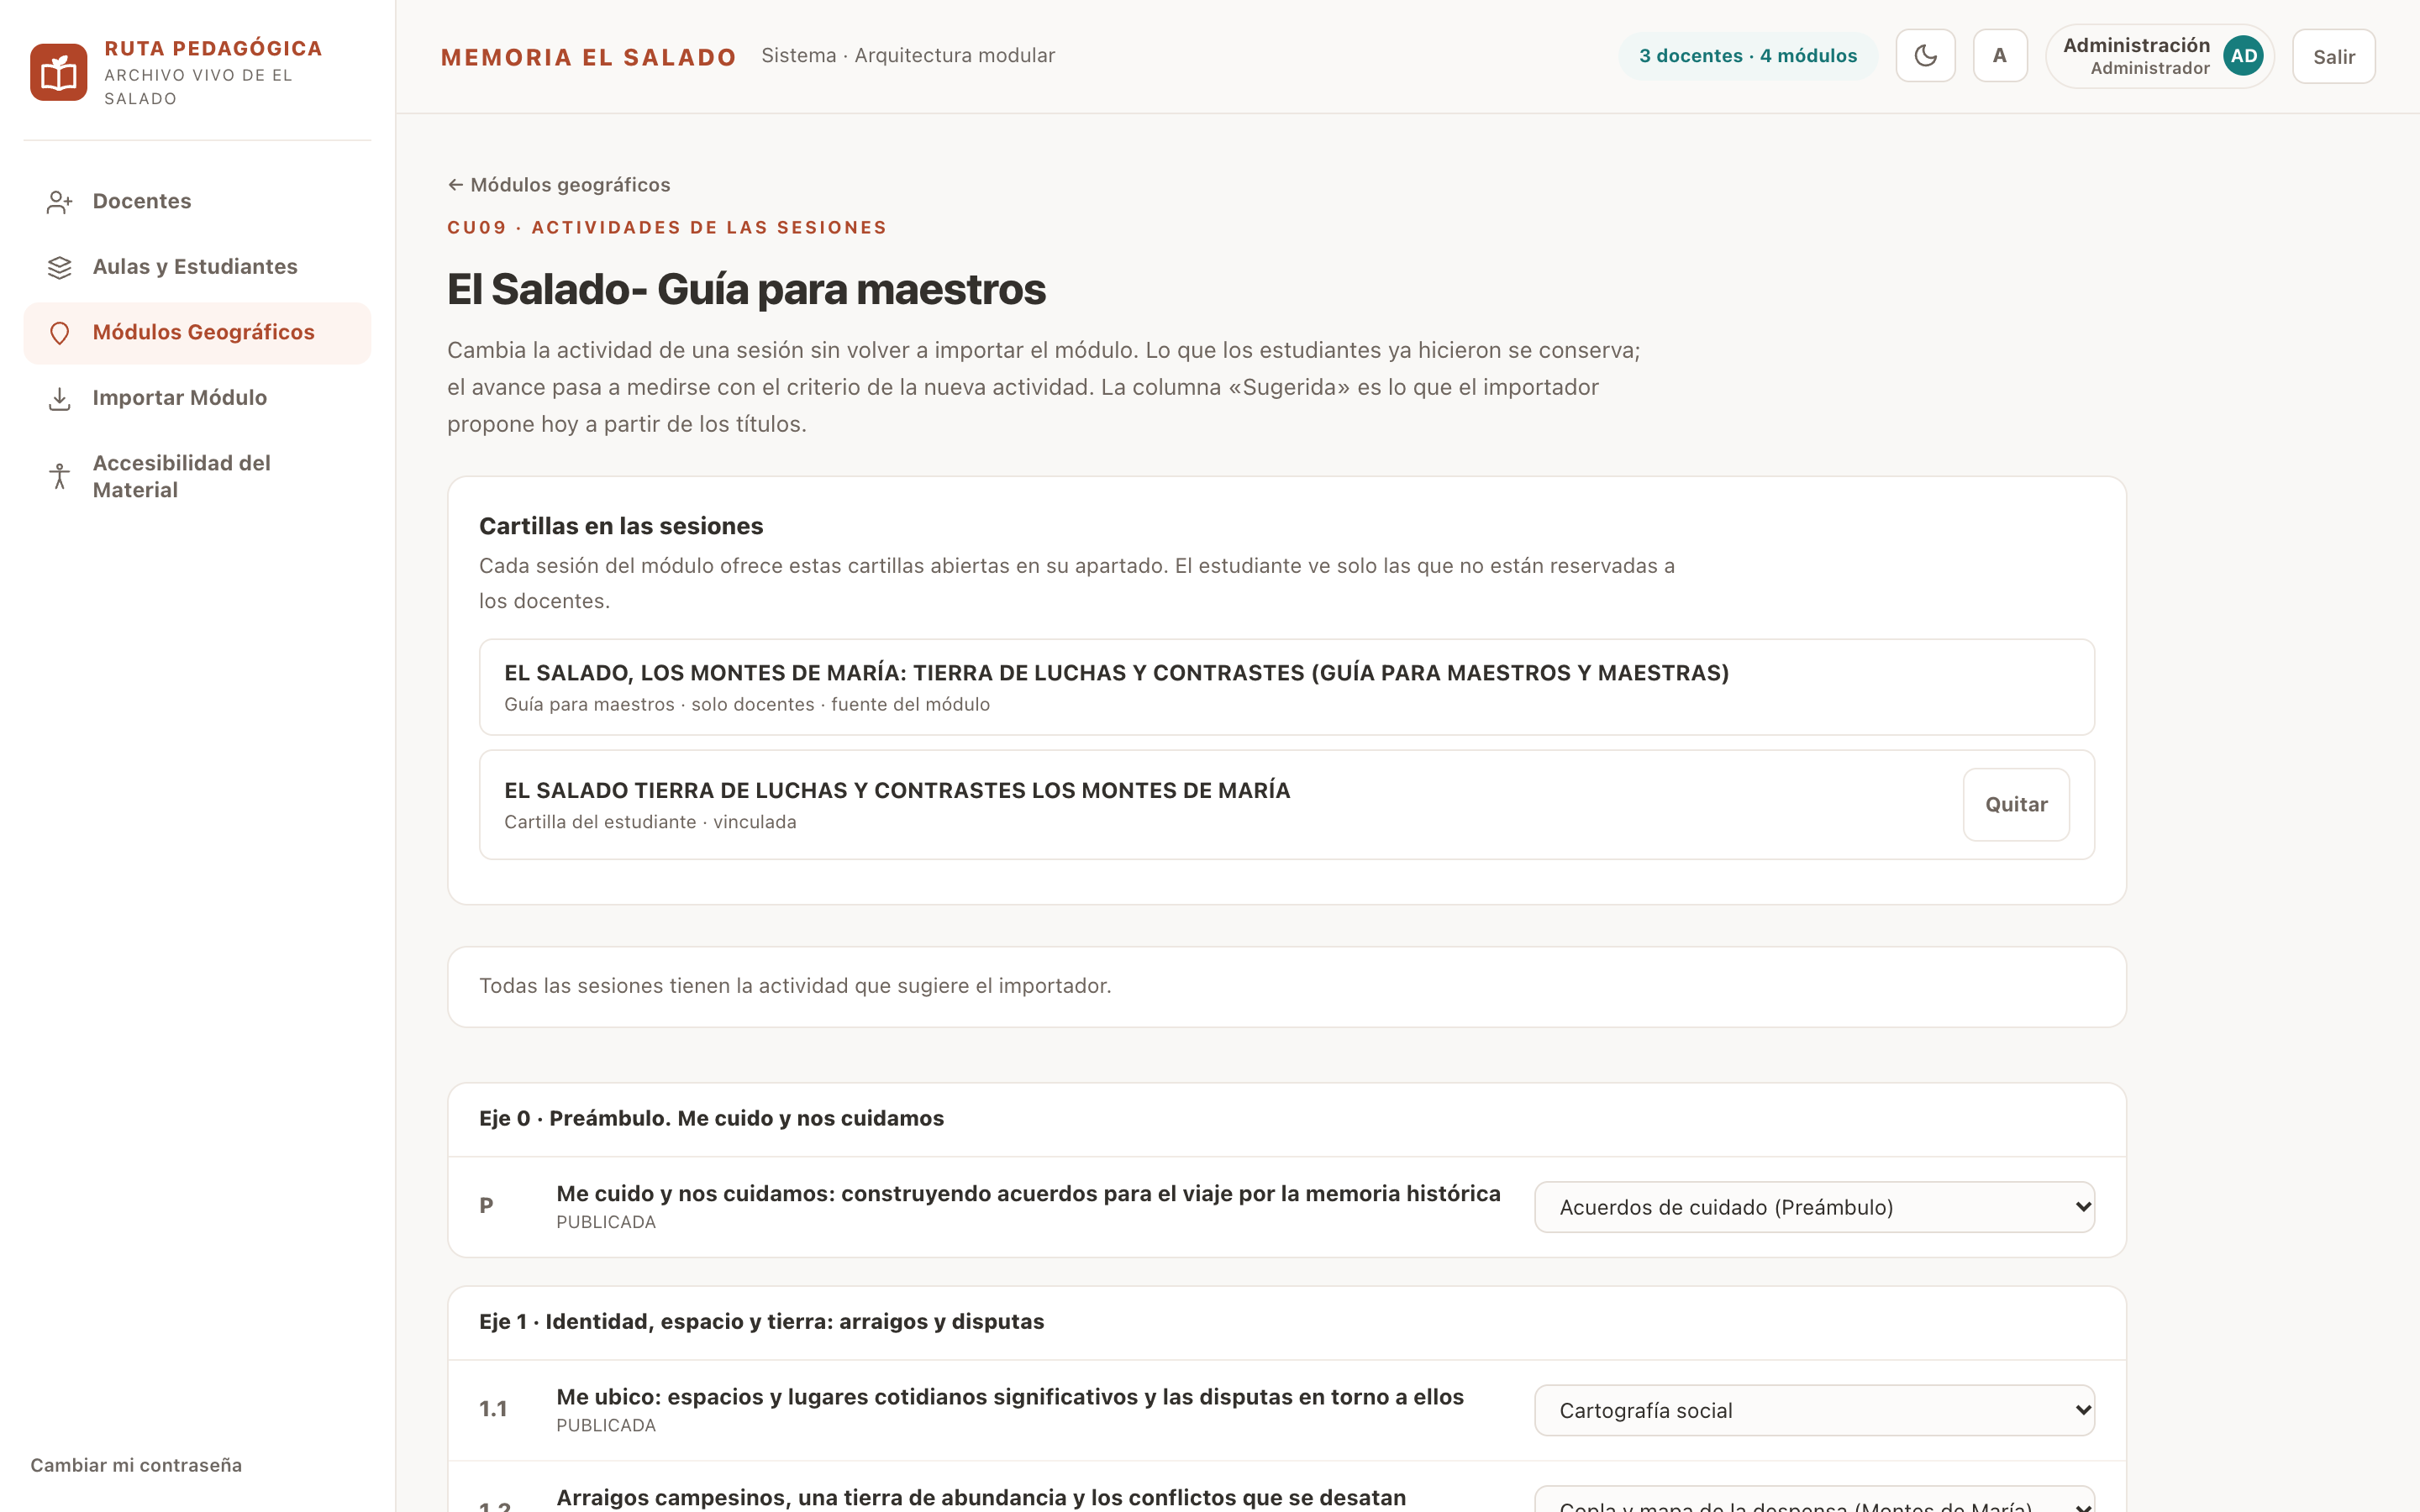 RUTA PEDAGÓGICA
ARCHIVO VIVO DE EL
SALADO
Docentes
Aulas y Estudiantes
Módulos Geográficos
Importar Módulo
Accesibilidad del
Material
Cambiar mi contraseña
MEMORIA EL SALADO
Sistema · Arquitectura modular
3 docentes · 4 módulos
A
Administración
Administrador
AD
Salir
← Módulos geográficos
CU09 · ACTIVIDADES DE LAS SESIONES
El Salado- Guía para maestros
Cambia la actividad de una sesión sin volver a importar el módulo. Lo que los estudiantes ya hicieron se conserva;
el avance pasa a medirse con el criterio de la nueva actividad. La columna «Sugerida» es lo que el importador
propone hoy a partir de los títulos.
Cartillas en las sesiones
Cada sesión del módulo ofrece estas cartillas abiertas en su apartado. El estudiante ve solo las que no están reservadas a
los docentes.
EL SALADO, LOS MONTES DE MARÍA: TIERRA DE LUCHAS Y CONTRASTES (GUÍA PARA MAESTROS Y MAESTRAS)
Guía para maestros · solo docentes · fuente del módulo
EL SALADO TIERRA DE LUCHAS Y CONTRASTES LOS MONTES DE MARÍA
Cartilla del estudiante · vinculada
Quitar
Todas las sesiones tienen la actividad que sugiere el importador.
Eje 0 · Preámbulo. Me cuido y nos cuidamos
P
Me cuido y nos cuidamos: construyendo acuerdos para el viaje por la memoria histórica
PUBLICADA
Acuerdos de cuidado (Preámbulo)
Eje 1 · Identidad, espacio y tierra: arraigos y disputas
1.1
Me ubico: espacios y lugares cotidianos significativos y las disputas en torno a ellos
PUBLICADA
Cartografía social
1.2
Arraigos campesinos, una tierra de abundancia y los conflictos que se desatan
Copla y mapa de la despensa (Montes de María)